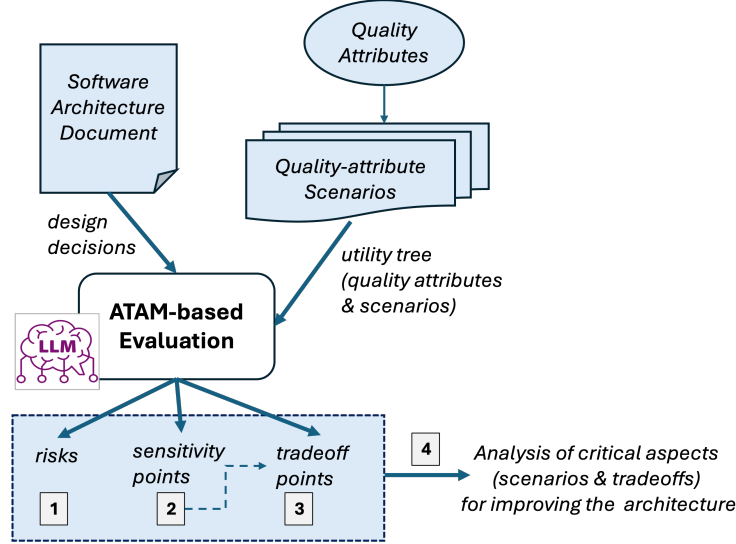 Quality
Attributes
Software
Architecture
Document
Quality-attribute
Scenarios
design
decisions
utility tree
(quality attributes
& scenarios)
ATAM-based
Evaluation
LLM
risks
sensitivity
points
tradeoff
points
1
2
3
4
Analysis of critical aspects
(scenarios & tradeoffs)
for improving the architecture